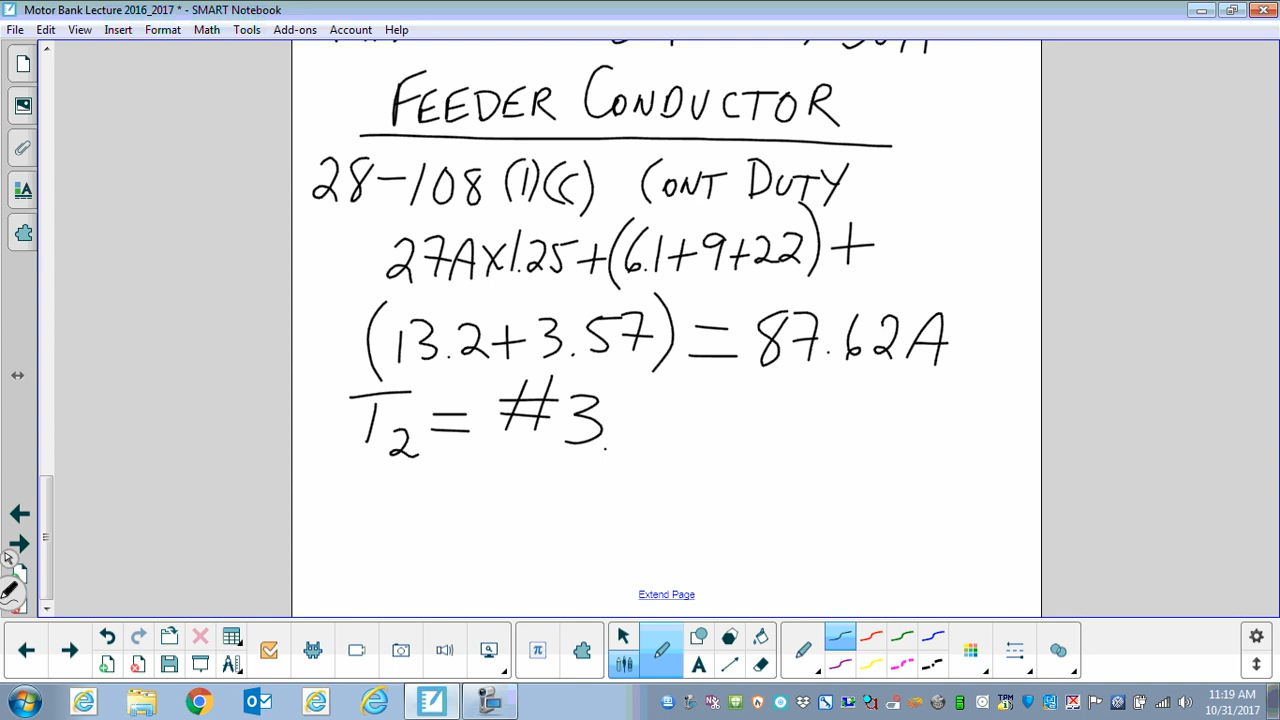 Motor Bank Lecture 2016_2017 * - SMART Notebook
File Edit View Insert Format Math Tools Add-ons Account Help
FEEDER CONDUCTOR
28-108 (1)(C) CONT DUTY
27A×1.25+(6.1+9+22)+
(13.2+3.57)=87.62A
T2 = #3
Extend Page
11:19 AM
10/31/2017